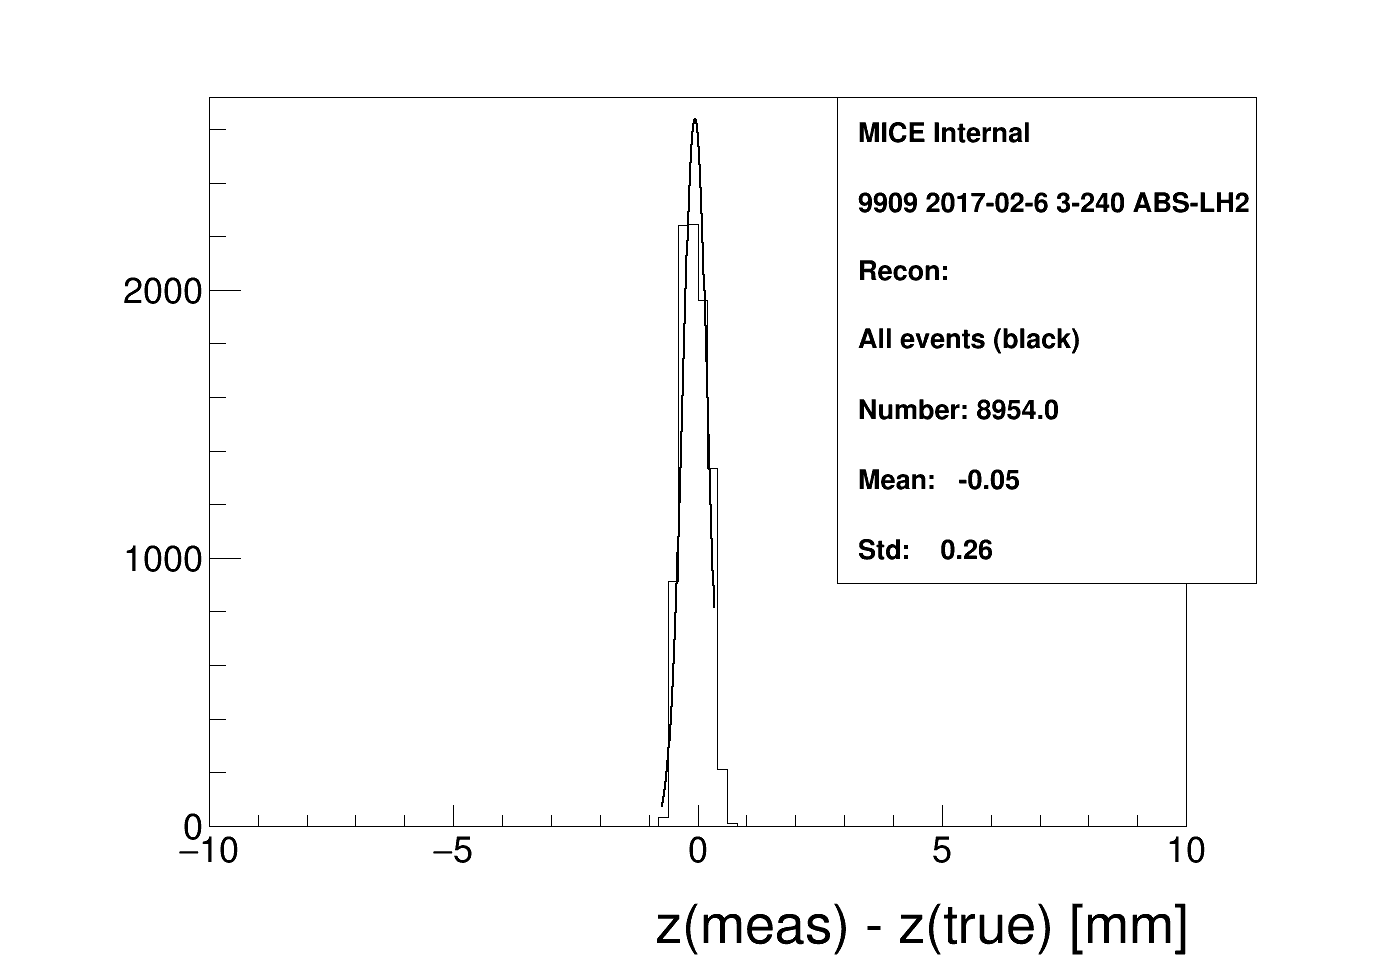 MICE Internal
9909 2017-02-6 3-240 ABS-LH2
Recon:
All events (black)
Number: 8954.0
Mean: -0.05
Std: 0.26
2000
1000
0
−10 −5 0 5 10
z(meas) - z(true) [mm]